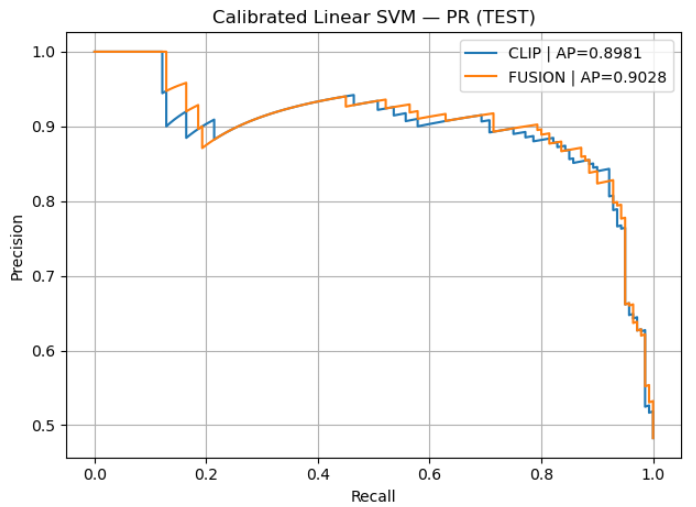 Calibrated Linear SVM — PR (TEST)
CLIP | AP=0.8981
FUSION | AP=0.9028
Precision
1.0
0.9
0.8
0.7
0.6
0.5
0.0 0.2 0.4 0.6 0.8 1.0
Recall